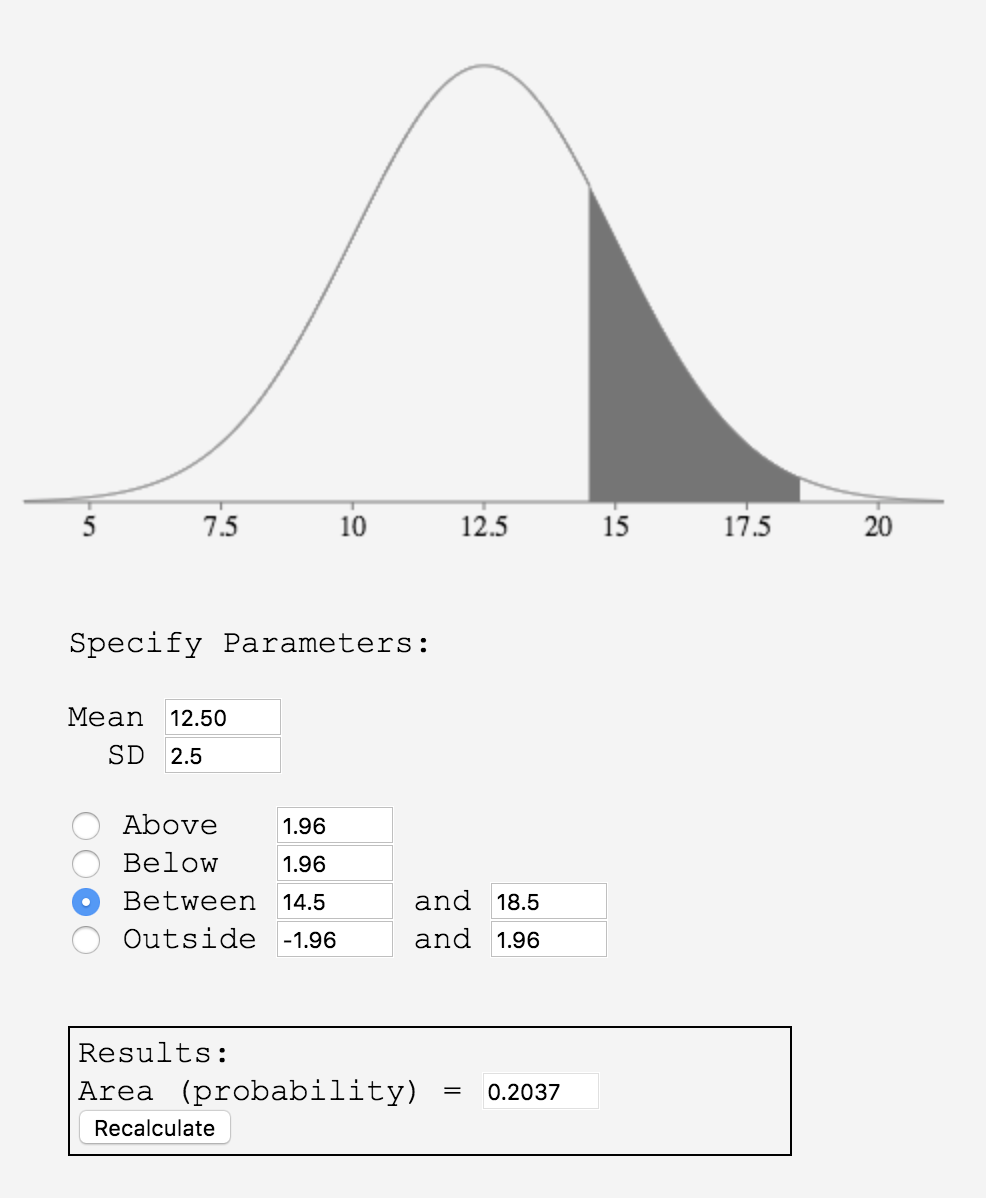 5 7.5 10 12.5 15 17.5 20
Specify Parameters:
Mean 12.50
SD 2.5
Above 1.96
Below 1.96
Between 14.5 and 18.5
Outside -1.96 and 1.96
Results:
Area (probability) = 0.2037
Recalculate